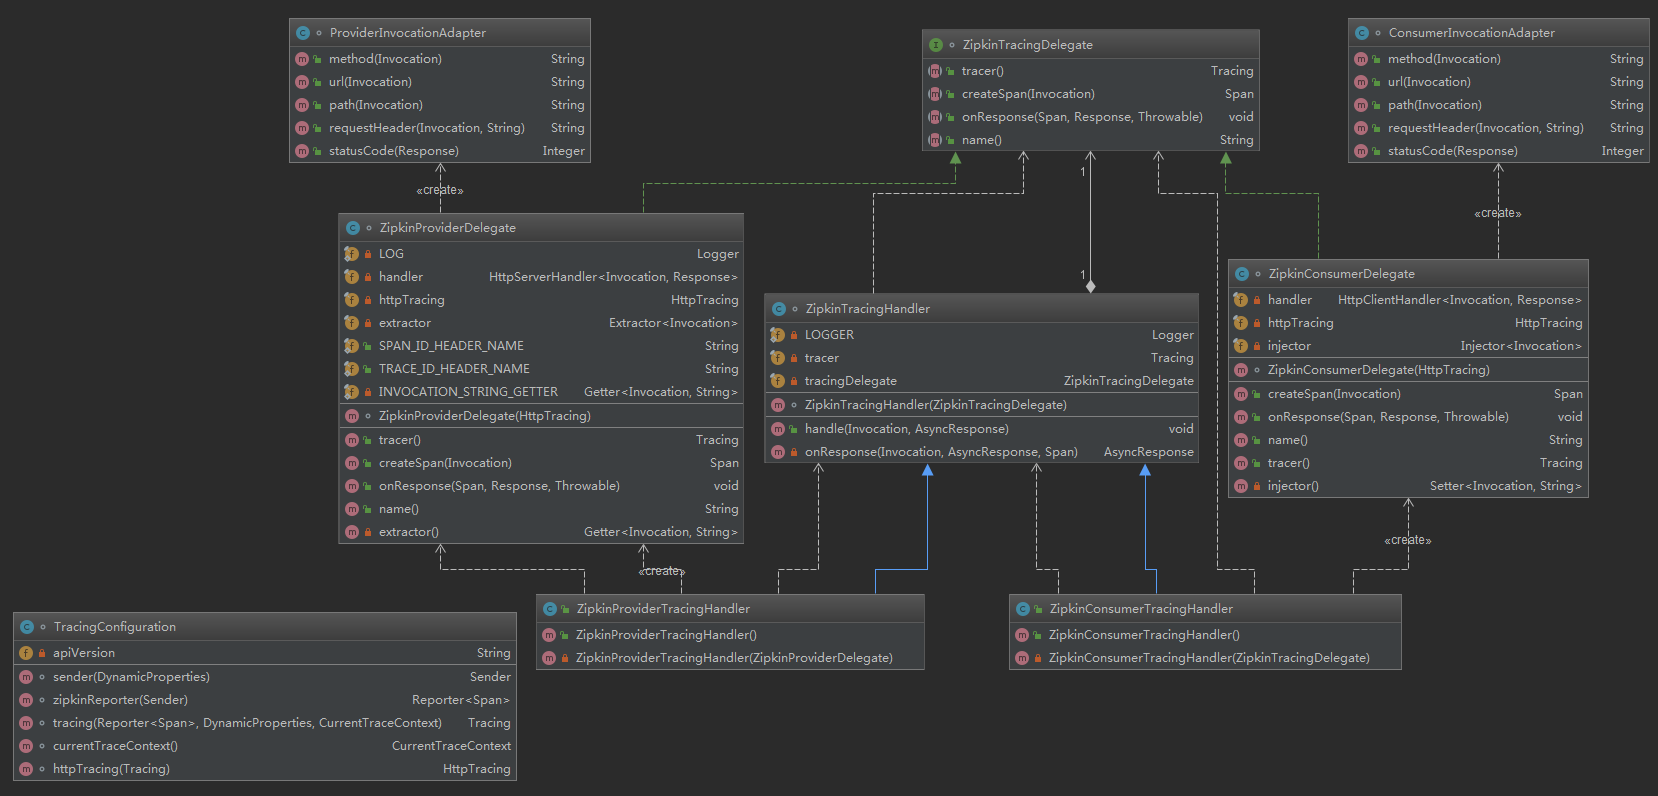 ProviderInvocationAdapter
method(Invocation) String
url(Invocation) String
path(Invocation) String
requestHeader(Invocation, String) String
statusCode(Response) Integer
ZipkinTracingDelegate
tracer() Tracing
createSpan(Invocation) Span
onResponse(Span, Response, Throwable) void
name() String
ConsumerInvocationAdapter
method(Invocation) String
url(Invocation) String
path(Invocation) String
requestHeader(Invocation, String) String
statusCode(Response) Integer
«create»
1
«create»
ZipkinProviderDelegate
LOG Logger
handler HttpServerHandler<Invocation, Response>
httpTracing HttpTracing
extractor Extractor<Invocation>
SPAN_ID_HEADER_NAME String
TRACE_ID_HEADER_NAME String
INVOCATION_STRING_GETTER Getter<Invocation, String>
ZipkinProviderDelegate(HttpTracing)
tracer() Tracing
createSpan(Invocation) Span
onResponse(Span, Response, Throwable) void
name() String
extractor() Getter<Invocation, String>
1
ZipkinTracingHandler
LOGGER Logger
tracer Tracing
tracingDelegate ZipkinTracingDelegate
ZipkinTracingHandler(ZipkinTracingDelegate)
handle(Invocation, AsyncResponse) void
onResponse(Invocation, AsyncResponse, Span) AsyncResponse
ZipkinConsumerDelegate
handler HttpClientHandler<Invocation, Response>
httpTracing HttpTracing
injector Injector<Invocation>
ZipkinConsumerDelegate(HttpTracing)
createSpan(Invocation) Span
onResponse(Span, Response, Throwable) void
name() String
tracer() Tracing
injector() Setter<Invocation, String>
«create»
«create»
ZipkinProviderTracingHandler
ZipkinProviderTracingHandler()
ZipkinProviderTracingHandler(ZipkinProviderDelegate)
ZipkinConsumerTracingHandler
ZipkinConsumerTracingHandler()
ZipkinConsumerTracingHandler(ZipkinTracingDelegate)
TracingConfiguration
apiVersion String
sender(DynamicProperties) Sender
zipkinReporter(Sender) Reporter<Span>
tracing(Reporter<Span>, DynamicProperties, CurrentTraceContext) Tracing
currentTraceContext() CurrentTraceContext
httpTracing(Tracing) HttpTracing